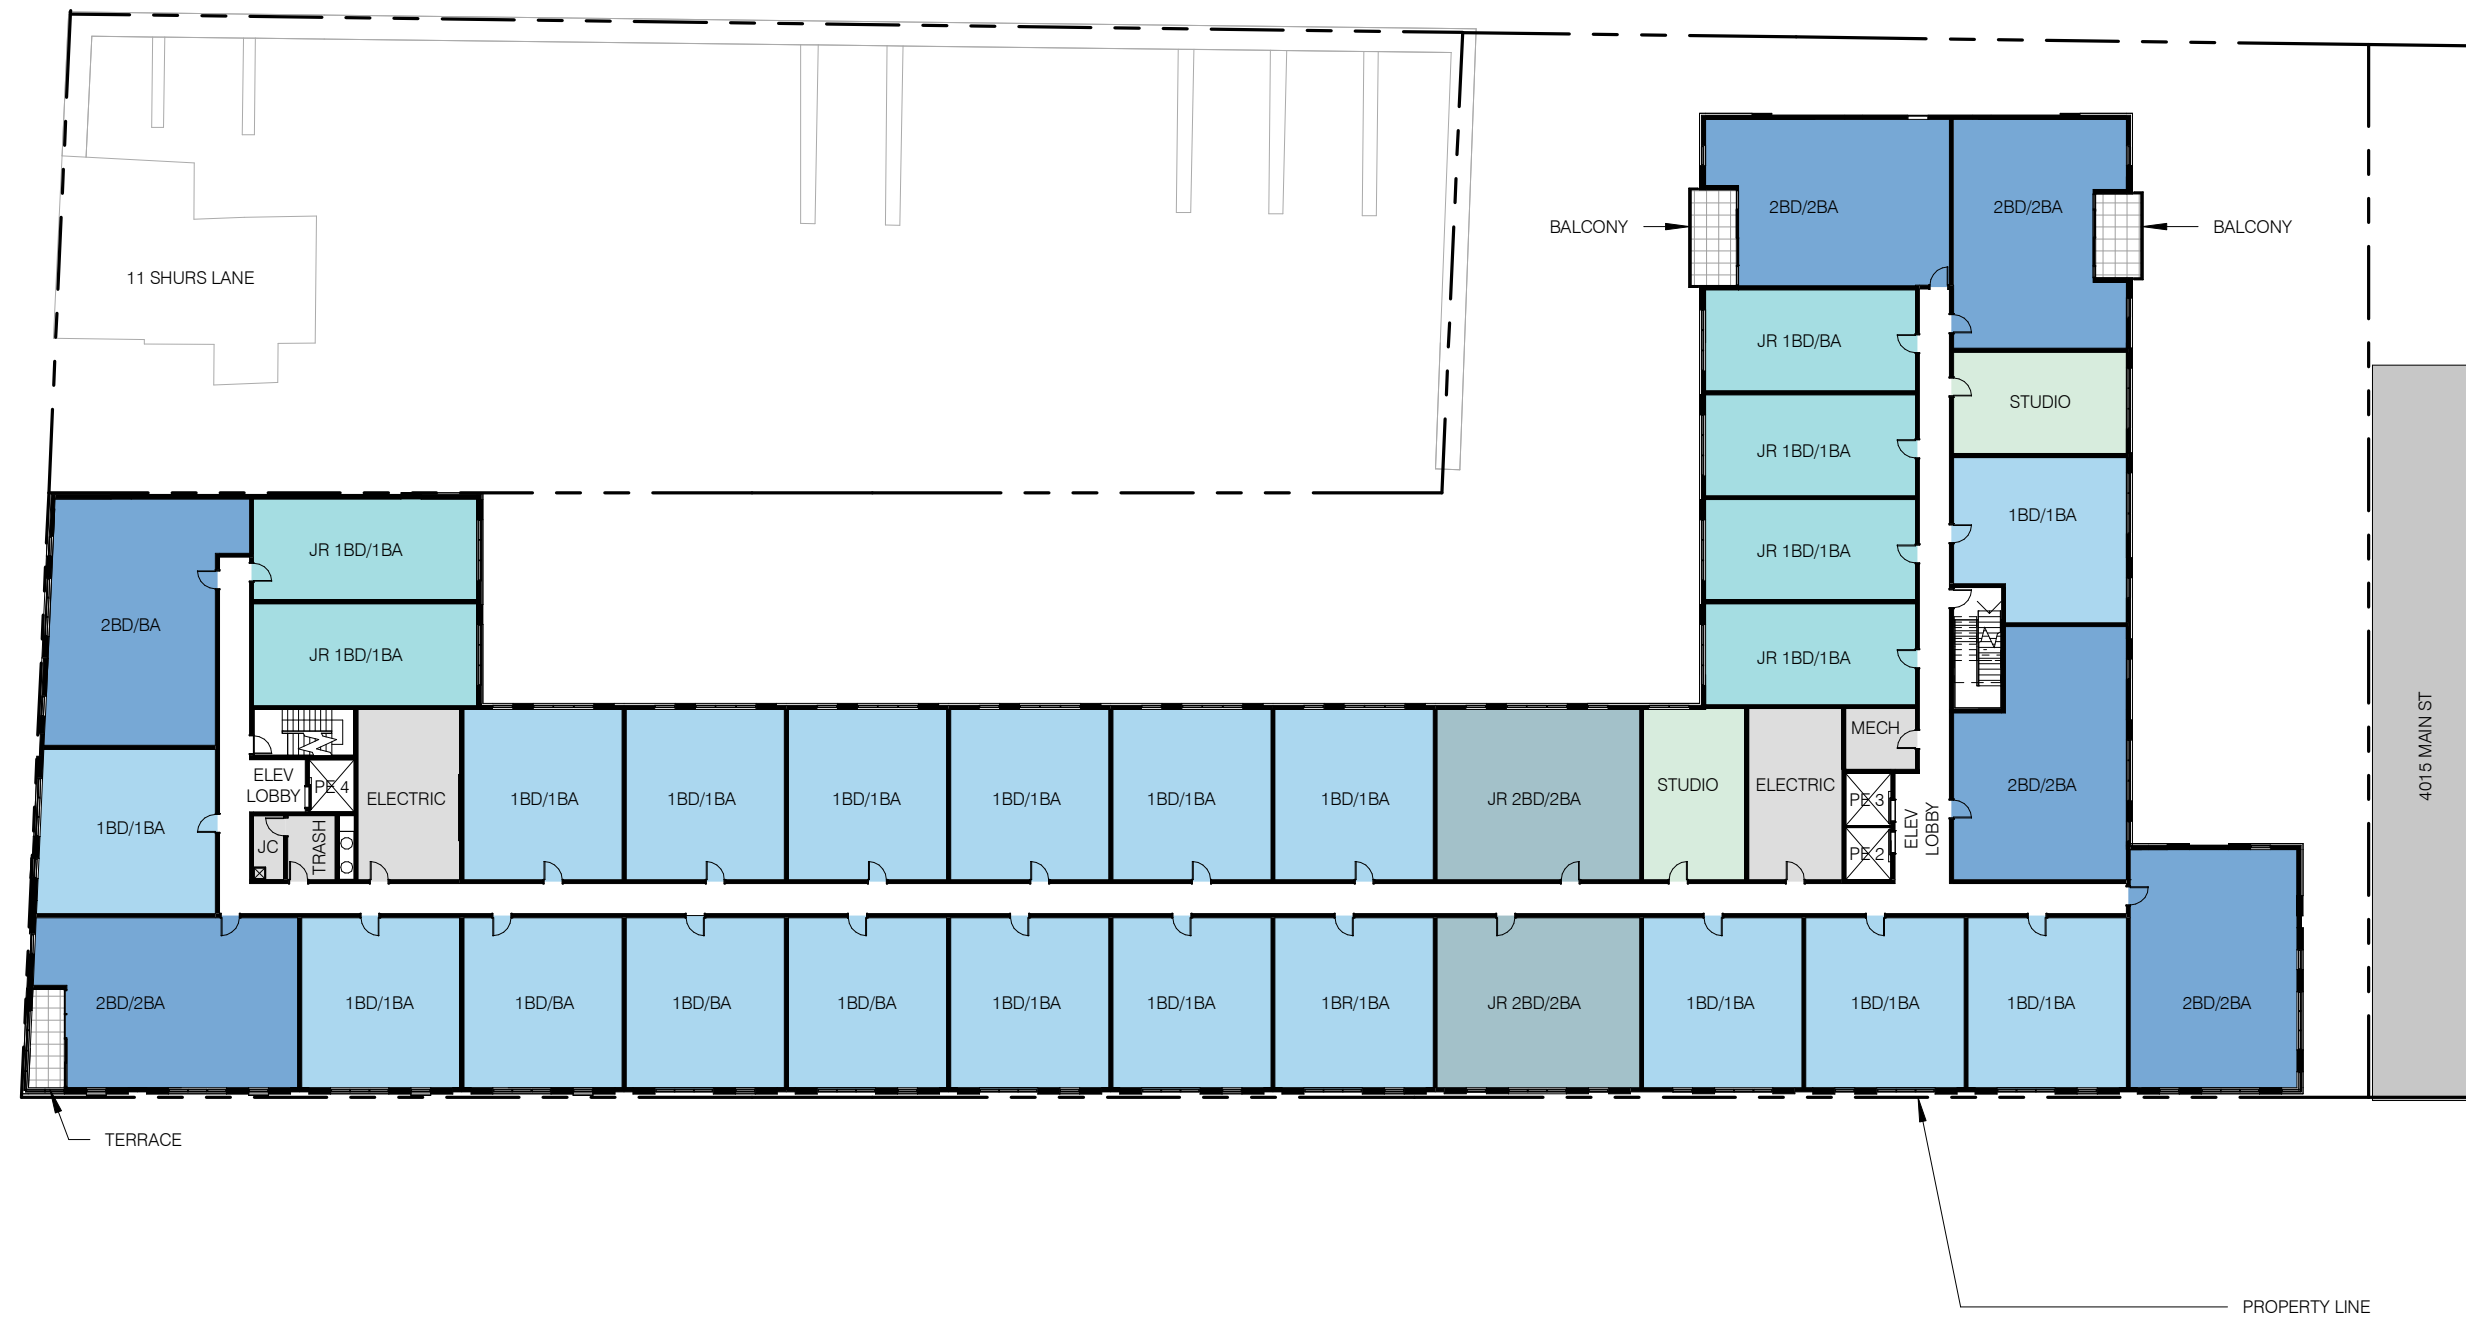 2BD/2BA
2BD/2BA
BALCONY
BALCONY
11 SHURS LANE
JR 1BD/BA
STUDIO
JR 1BD/1BA
1BD/1BA
JR 1BD/1BA
JR 1BD/1BA
2BD/BA
JR 1BD/1BA
JR 1BD/1BA
MECH
4015 MAIN ST
ELEV
LOBBY
PE 4
ELECTRIC
1BD/1BA
1BD/1BA
1BD/1BA
1BD/1BA
1BD/1BA
1BD/1BA
JR 2BD/2BA
STUDIO
ELECTRIC
PE 3
PE 2
ELEV
LOBBY
2BD/2BA
1BD/1BA
JC
TRASH
2BD/2BA
1BD/1BA
1BD/BA
1BD/BA
1BD/BA
1BD/1BA
1BD/1BA
1BR/1BA
JR 2BD/2BA
1BD/1BA
1BD/1BA
1BD/1BA
2BD/2BA
TERRACE
PROPERTY LINE